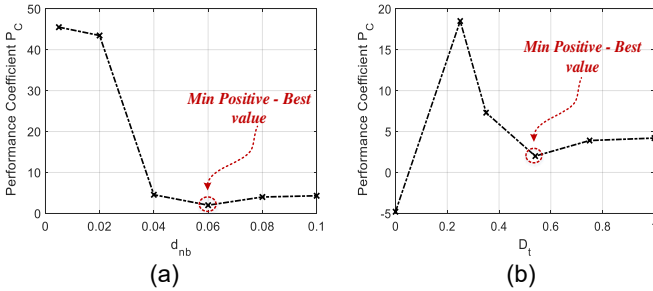 50
40
30
20
10
0
Performance Coefficient P_C
Min Positive - Best
value
0 0.02 0.04 0.06 0.08 0.1
d_nb
(a)
20
15
10
5
0
-5
Performance Coefficient P_C
Min Positive - Best
value
0 0.2 0.4 0.6 0.8 1
D_t
(b)